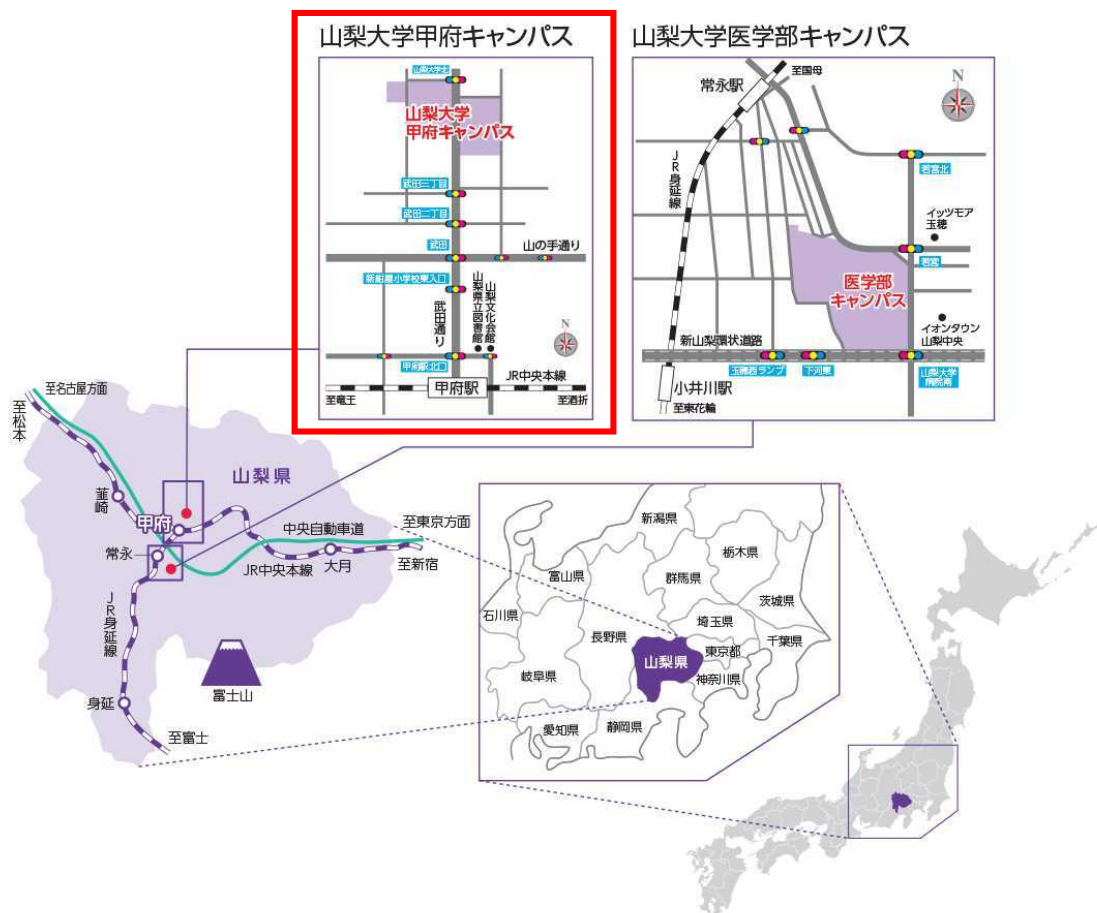 山梨大学甲府キャンパス
山梨大学北
山梨大学
甲府キャンパス
武田三丁目
武田二丁目
武田
山の手通り
新紺屋小学校東入口
武田通り
山梨県立図書館
山梨文化会館
N
甲府駅北口
JR中央本線
甲府駅
至竜王
至酒折
山梨大学医学部キャンパス
至国母
常永駅
N
JR身延線
若宮北
イッツモア
玉穂
若宮
医学部
キャンパス
イオンタウン
山梨中央
新山梨環状道路
玉穂西ランプ
下河東
山梨大学
病院南
小井川駅
至東花輪
至名古屋方面
至松本
山梨県
韮崎
甲府
中央自動車道
至東京方面
常永
JR中央本線
大月
至新宿
JR身延線
富士山
身延
至富士
新潟県
栃木県
富山県
群馬県
茨城県
石川県
埼玉県
長野県
千葉県
東京都
山梨県
岐阜県
神奈川県
静岡県
愛知県